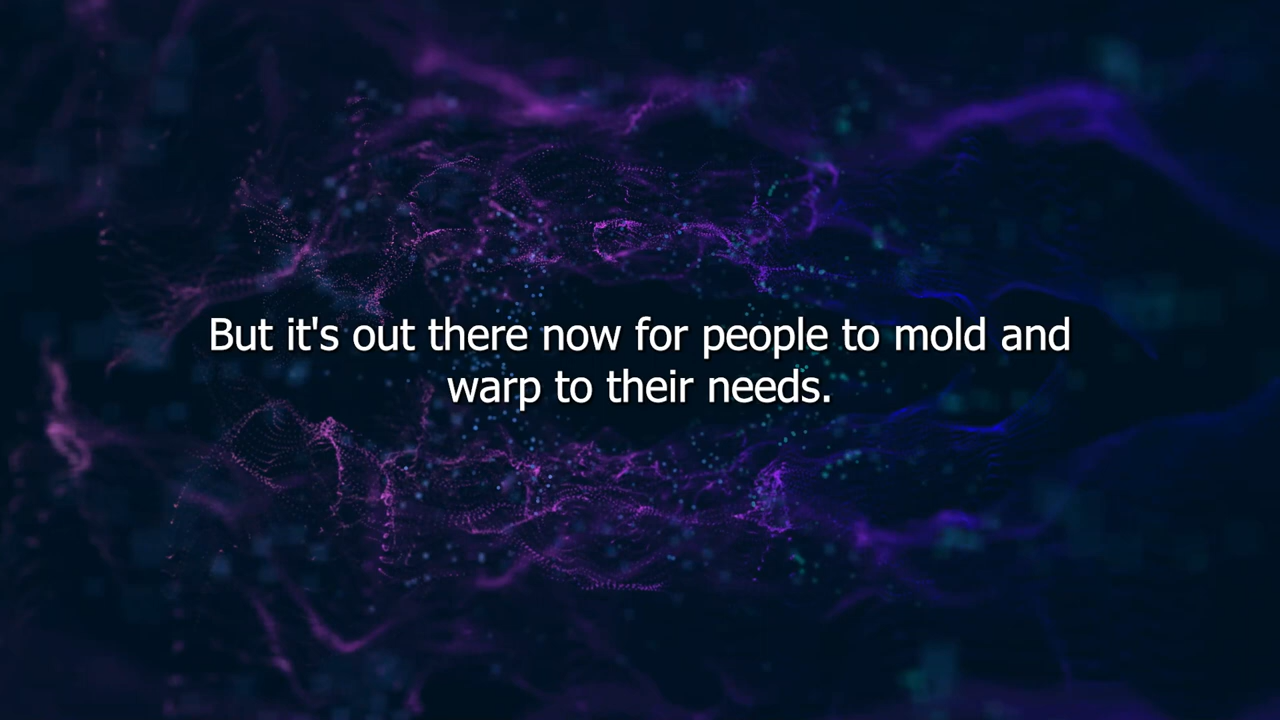 But it's out there now for people to mold and
warp to their needs.